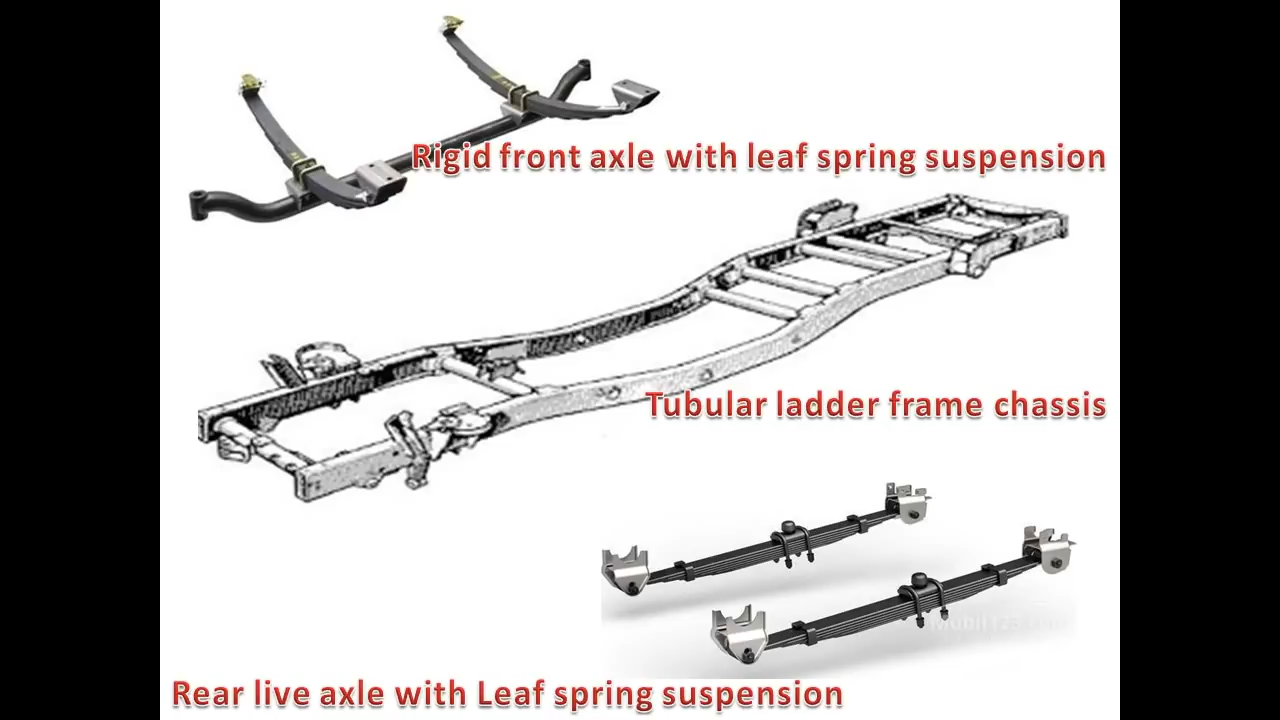 Rigid front axle with leaf spring suspension
Tubular ladder frame chassis
Rear live axle with Leaf spring suspension